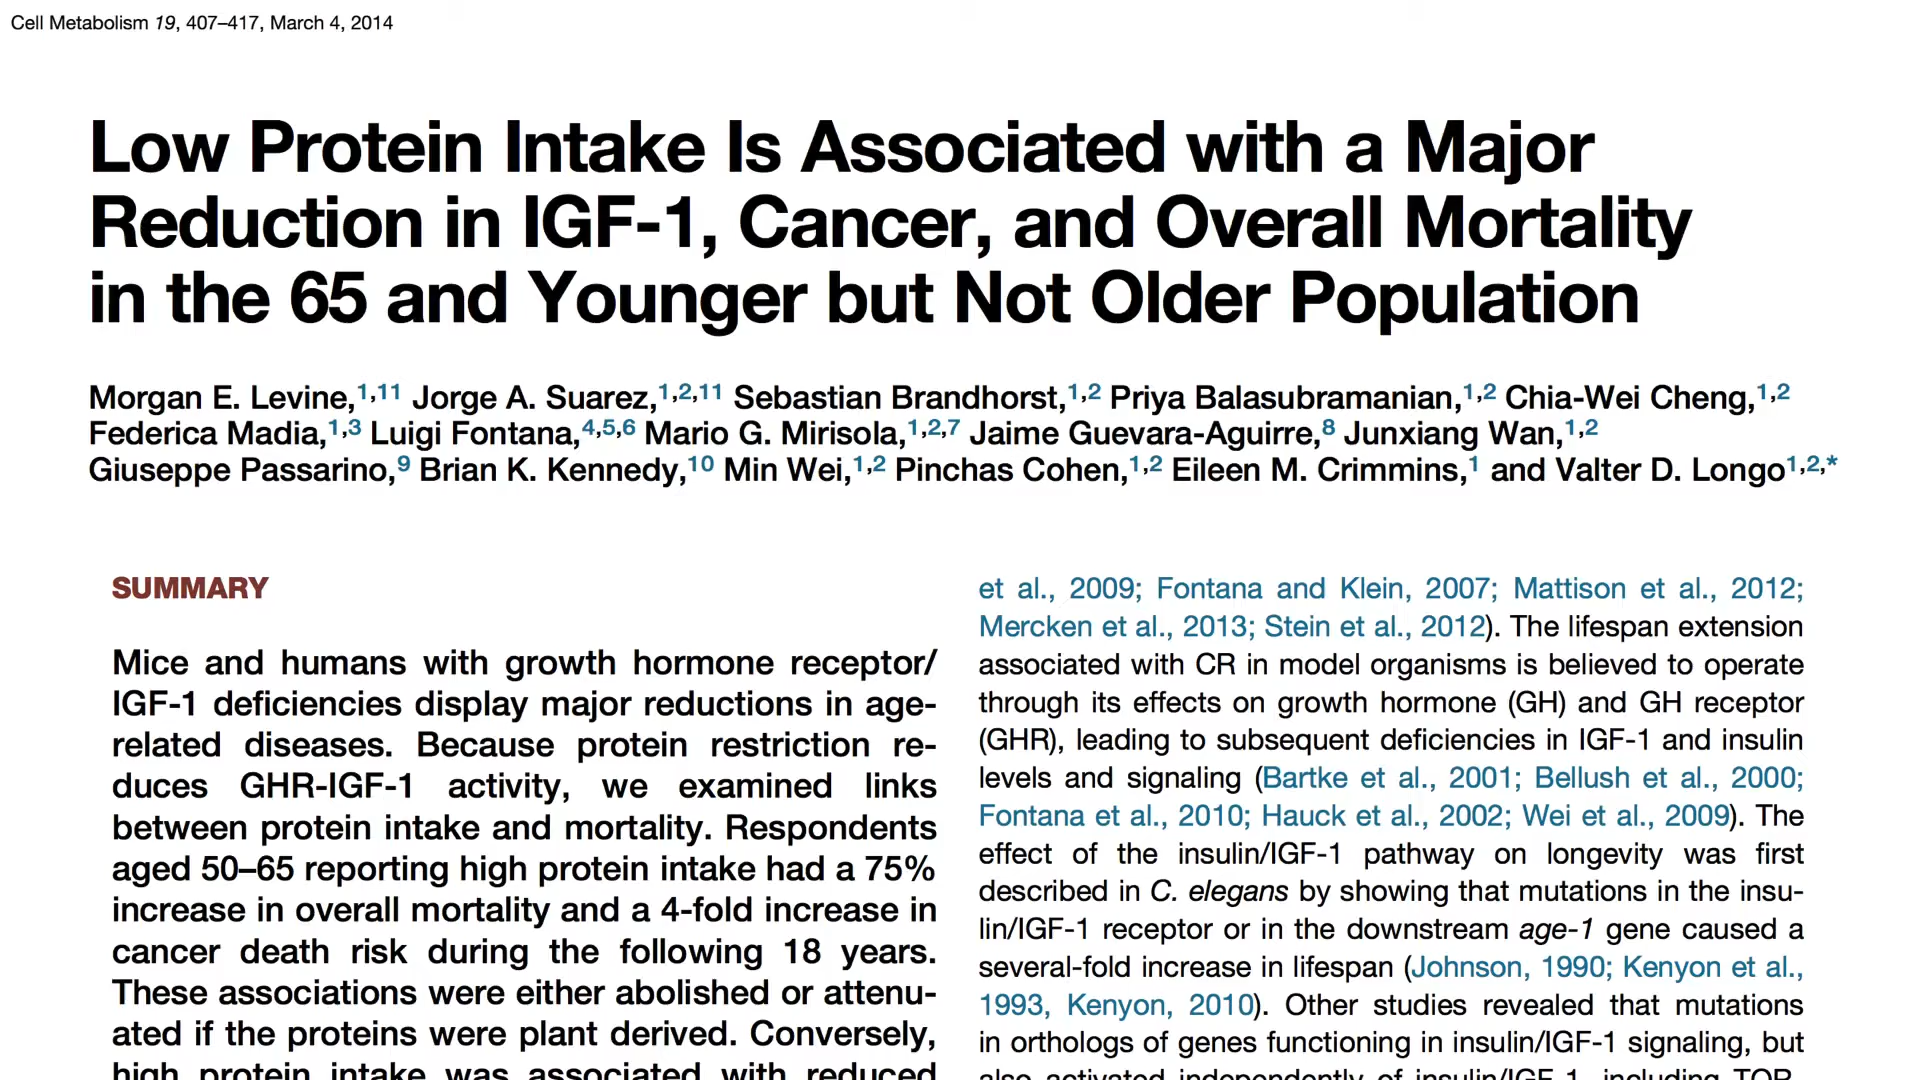 Cell Metabolism 19, 407–417, March 4, 2014
Low Protein Intake Is Associated with a Major
Reduction in IGF-1, Cancer, and Overall Mortality
in the 65 and Younger but Not Older Population
Morgan E. Levine,1,11 Jorge A. Suarez,1,2,11 Sebastian Brandhorst,1,2 Priya Balasubramanian,1,2 Chia-Wei Cheng,1,2
Federica Madia,1,3 Luigi Fontana,4,5,6 Mario G. Mirisola,1,2,7 Jaime Guevara-Aguirre,8 Junxiang Wan,1,2
Giuseppe Passarino,9 Brian K. Kennedy,10 Min Wei,1,2 Pinchas Cohen,1,2 Eileen M. Crimmins,1 and Valter D. Longo1,2,*
SUMMARY
Mice and humans with growth hormone receptor/
IGF-1 deficiencies display major reductions in age-
related diseases. Because protein restriction re-
duces GHR-IGF-1 activity, we examined links
between protein intake and mortality. Respondents
aged 50–65 reporting high protein intake had a 75%
increase in overall mortality and a 4-fold increase in
cancer death risk during the following 18 years.
These associations were either abolished or attenu-
ated if the proteins were plant derived. Conversely,
high protein intake was associated with reduced
et al., 2009; Fontana and Klein, 2007; Mattison et al., 2012;
Mercken et al., 2013; Stein et al., 2012). The lifespan extension
associated with CR in model organisms is believed to operate
through its effects on growth hormone (GH) and GH receptor
(GHR), leading to subsequent deficiencies in IGF-1 and insulin
levels and signaling (Bartke et al., 2001; Bellush et al., 2000;
Fontana et al., 2010; Hauck et al., 2002; Wei et al., 2009). The
effect of the insulin/IGF-1 pathway on longevity was first
described in C. elegans by showing that mutations in the insu-
lin/IGF-1 receptor or in the downstream age-1 gene caused a
several-fold increase in lifespan (Johnson, 1990; Kenyon et al.,
1993, Kenyon, 2010). Other studies revealed that mutations
in orthologs of genes functioning in insulin/IGF-1 signaling, but
also activated independently of insulin/IGF-1, including TOR-